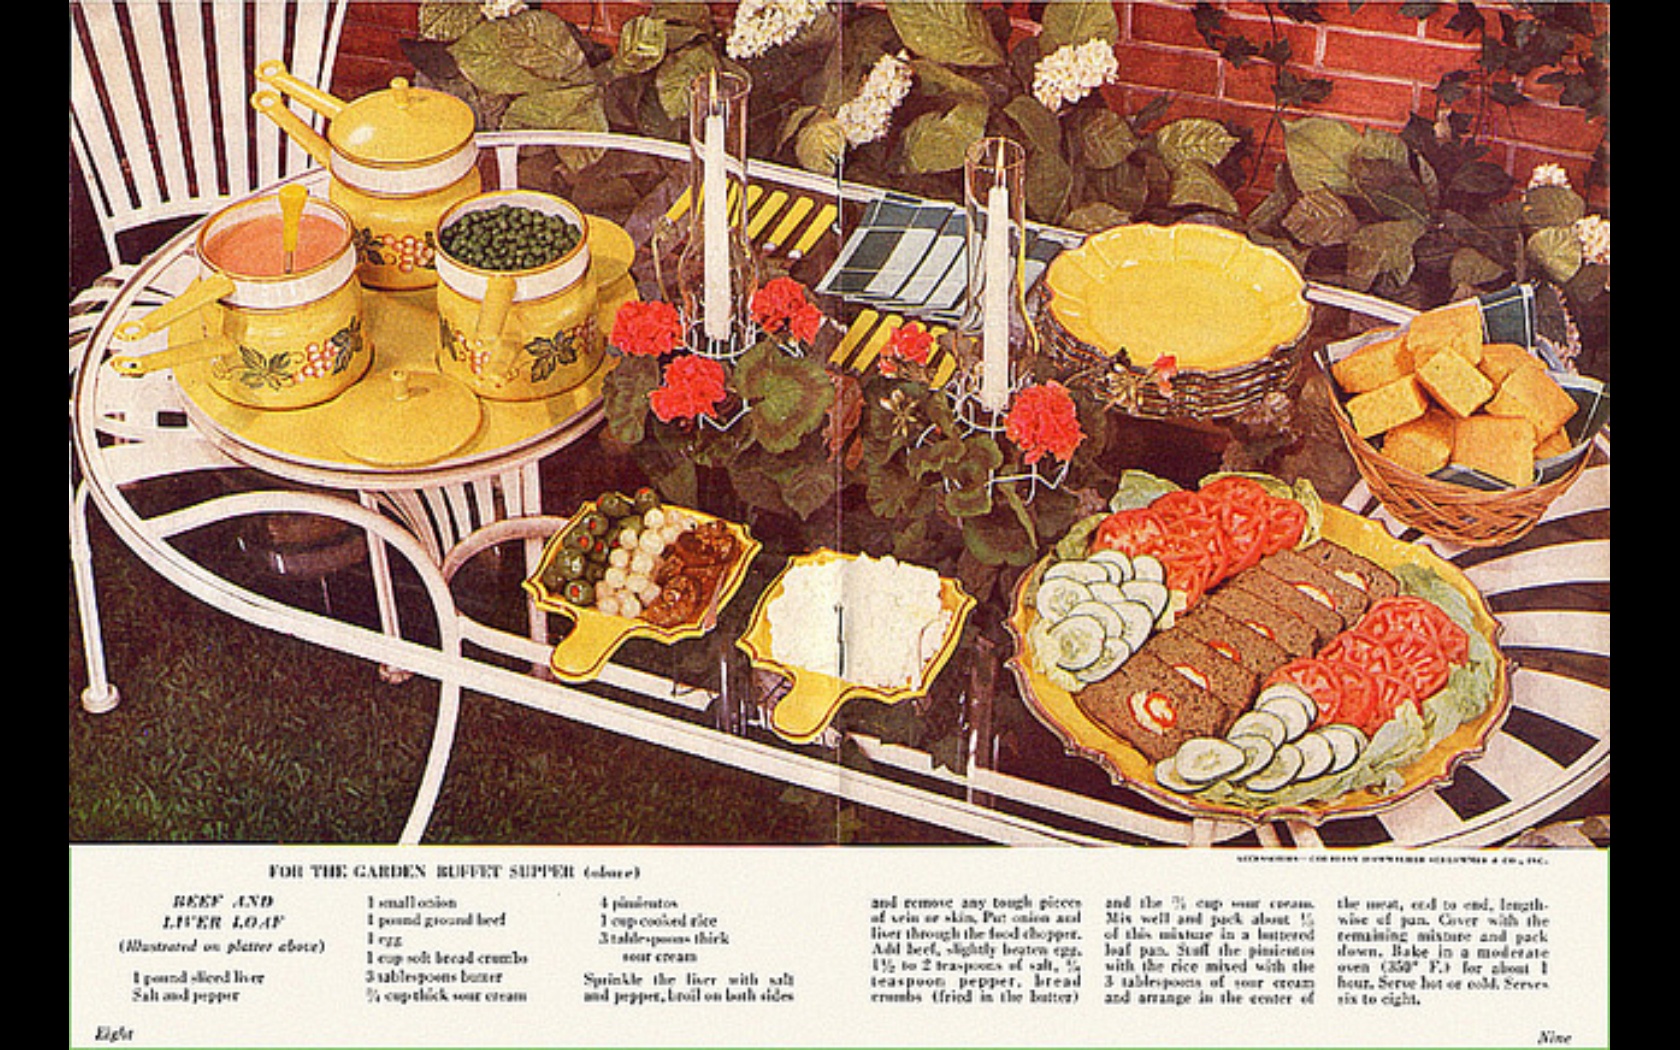 FOR THE GARDEN BUFFET SUPPER (above)
BEEF AND
LIVER LOAF
(Illustrated on platter above)
1 pound sliced liver
Salt and pepper
1 small onion
1 pound ground beef
1 egg
1 cup soft bread crumbs
3 tablespoons butter
cup thick sour cream
4 pimientos
1 cup cooked rice
3 tablespoons thick
sour cream
Sprinkle the liver with salt
and pepper, broil on both sides
and remove any tough pieces
of vein or skin. Put onion and
liver through the food chopper.
Add beef, slightly beaten egg,
1½ to 2 teaspoons of salt,
teaspoon pepper, bread
crumbs (fried in the butter)
and the cup sour cream.
Mix well and pack about
of this mixture in a buttered
loaf pan. Stuff the pimientos
with the rice mixed with the
3 tablespoons of sour cream
and arrange in the center of
the meat, end to end, length-
wise of pan. Cover with the
remaining mixture and pack
down. Bake in a moderate
oven (350° F.) for about 1
hour. Serve hot or cold. Serves
six to eight.
Eight
Nine